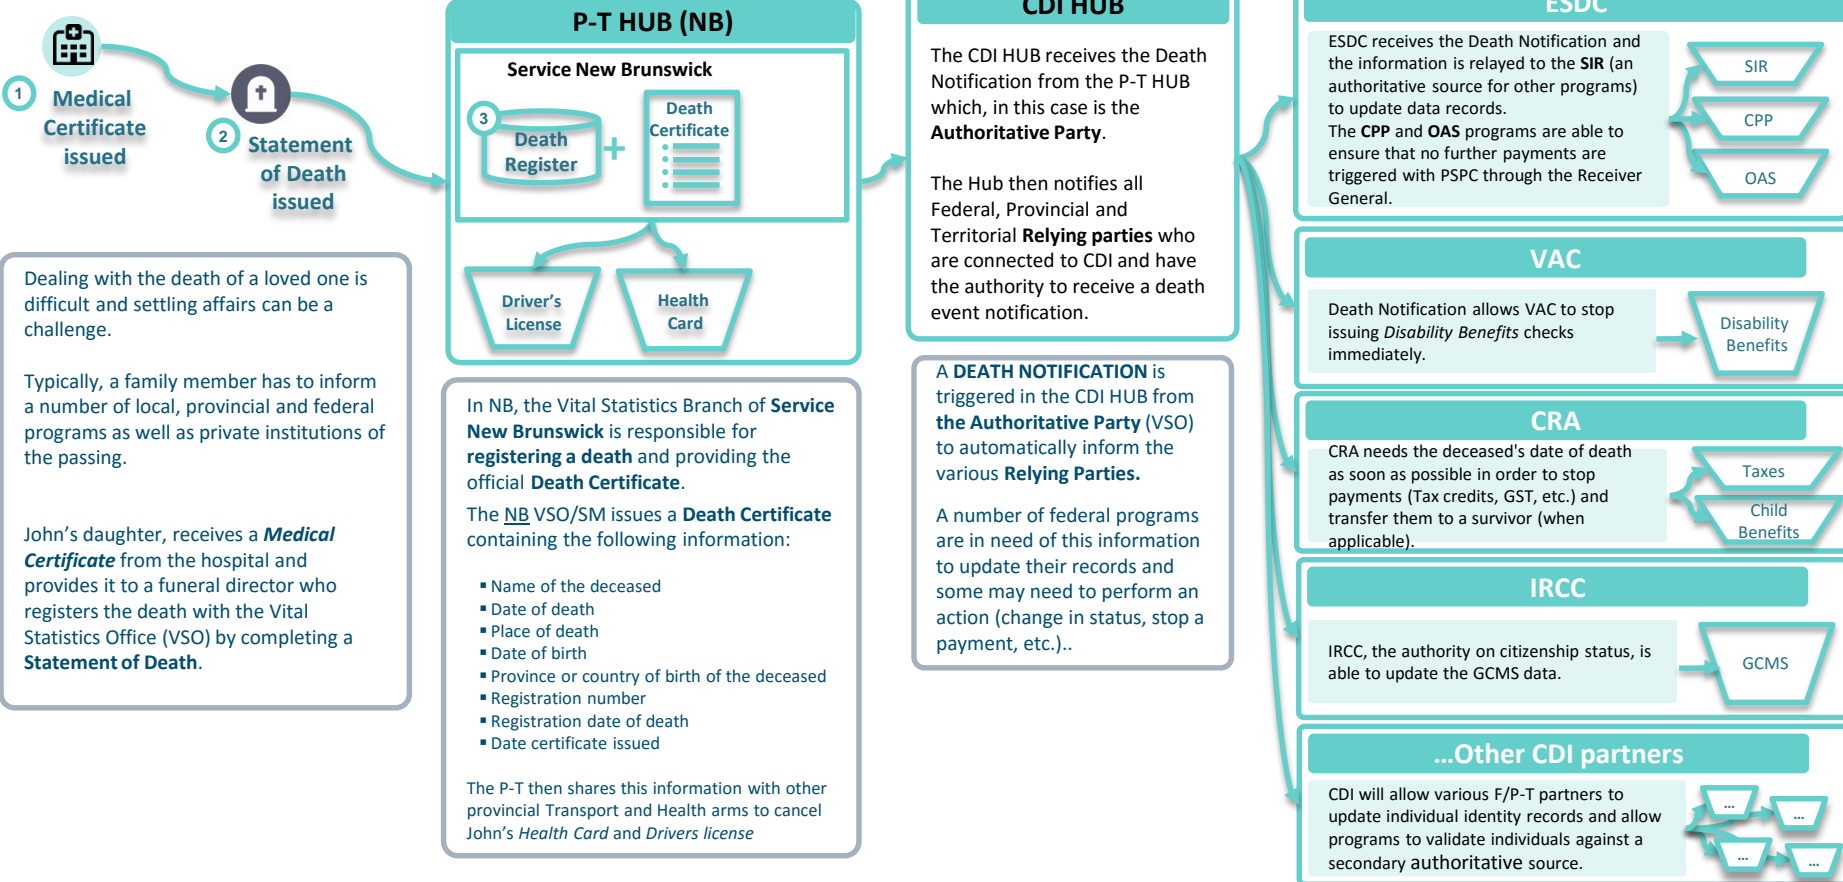 1
Medical
Certificate
issued
2
Statement
of Death
issued
Dealing with the death of a loved one is
difficult and settling affairs can be a
challenge.
Typically, a family member has to inform
a number of local, provincial and federal
programs as well as private institutions of
the passing.
John's daughter, receives a Medical
Certificate from the hospital and
provides it to a funeral director who
registers the death with the Vital
Statistics Office (VSO) by completing a
Statement of Death.
P-T HUB (NB)
Service New Brunswick
3
Death
Register
+
Death
Certificate
Driver's
License
Health
Card
In NB, the Vital Statistics Branch of Service
New Brunswick is responsible for
registering a death and providing the
official Death Certificate.
The NB VSO/SM issues a Death Certificate
containing the following information:
▪ Name of the deceased
▪ Date of death
▪ Place of death
▪ Date of birth
▪ Province or country of birth of the deceased
▪ Registration number
▪ Registration date of death
▪ Date certificate issued
The P-T then shares this information with other
provincial Transport and Health arms to cancel
John's Health Card and Drivers license
CDI HUB
The CDI HUB receives the Death
Notification from the P-T HUB
which, in this case is the
Authoritative Party.
The Hub then notifies all
Federal, Provincial and
Territorial Relying parties who
are connected to CDI and have
the authority to receive a death
event notification.
A DEATH NOTIFICATION is
triggered in the CDI HUB from
the Authoritative Party (VSO)
to automatically inform the
various Relying Parties.
A number of federal programs
are in need of this information
to update their records and
some may need to perform an
action (change in status, stop a
payment, etc.)..
ESDC
ESDC receives the Death Notification and
the information is relayed to the SIR (an
authoritative source for other programs)
to update data records.
The CPP and OAS programs are able to
ensure that no further payments are
triggered with PSPC through the Receiver
General.
SIR
CPP
OAS
VAC
Death Notification allows VAC to stop
issuing Disability Benefits checks
immediately.
Disability
Benefits
CRA
CRA needs the deceased's date of death
as soon as possible in order to stop
payments (Tax credits, GST, etc.) and
transfer them to a survivor (when
applicable).
Taxes
Child
Benefits
IRCC
IRCC, the authority on citizenship status, is
able to update the GCMS data.
GCMS
...Other CDI partners
CDI will allow various F/P-T partners to
update individual identity records and allow
programs to validate individuals against a
secondary authoritative source.
...
...
...
...